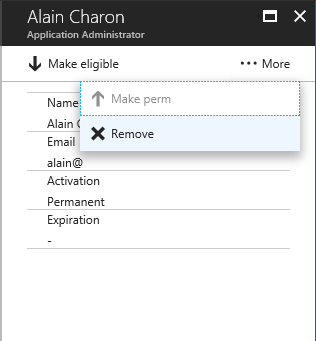 Alain Charon
Application Administrator
Make eligible
More
Make perm
Remove
Name
Alain
Email
alain@
Activation
Permanent
Expiration
-